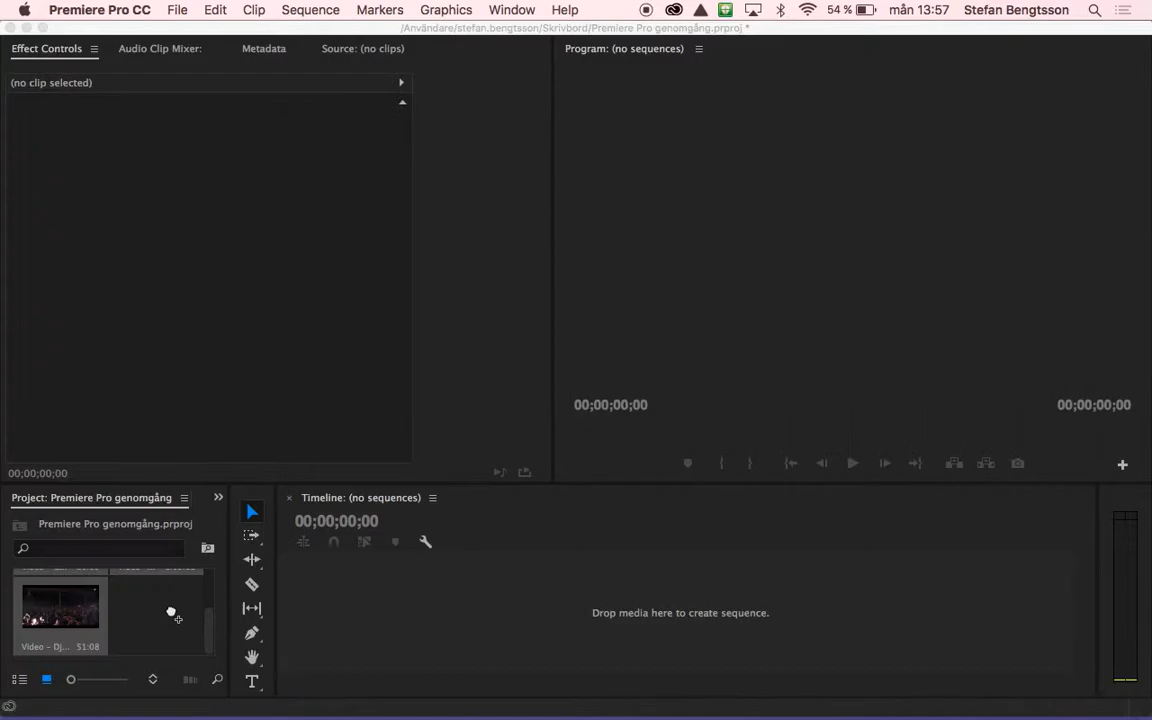 Premiere Pro CC File Edit Clip Sequence Markers Graphics Window Help 54 % mån 13:57 Stefan Bengtsson
/Användare/stefan.bengtsson/Skrivbord/Premiere Pro genomgång.prproj *
Effect Controls Audio Clip Mixer: Metadata Source: (no clips) Program: (no sequences)
(no clip selected)
00;00;00;00 00;00;00;00
00;00;00;00
Project: Premiere Pro genomgång Timeline: (no sequences)
Premiere Pro genomgång.prproj 00;00;00;00
Drop media here to create sequence.
Video – Dj... 51:08